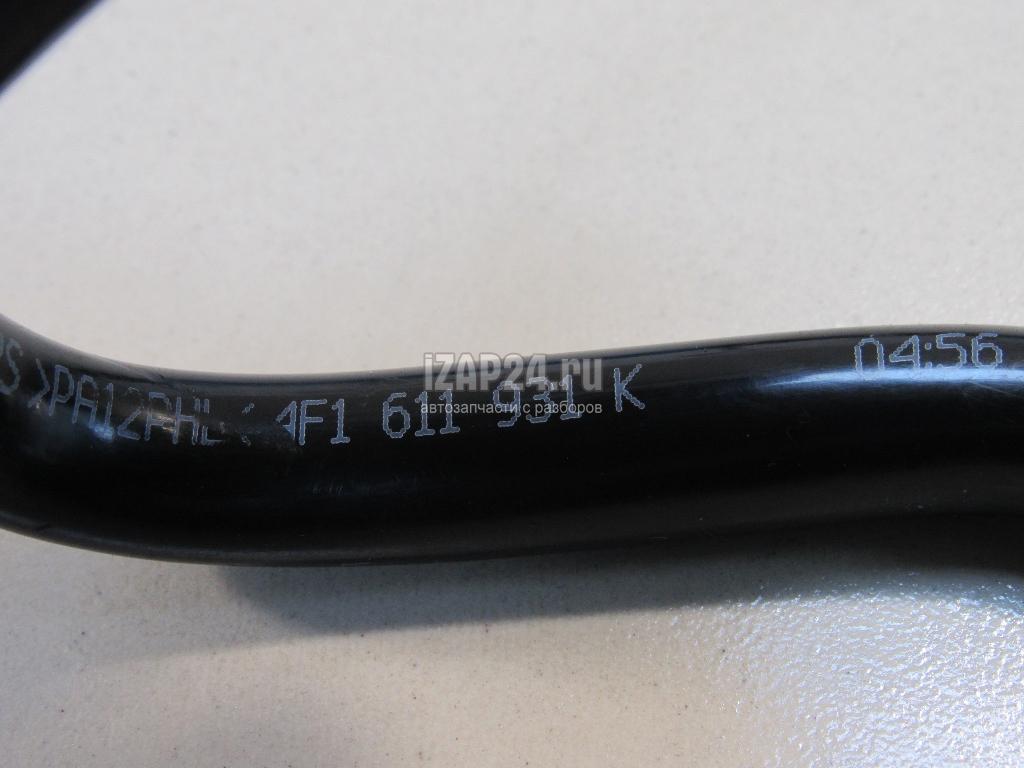 S >PA12PHL< 4F1 611 931 K 04:56
iZAP24.ru
автозапчасти с разборов